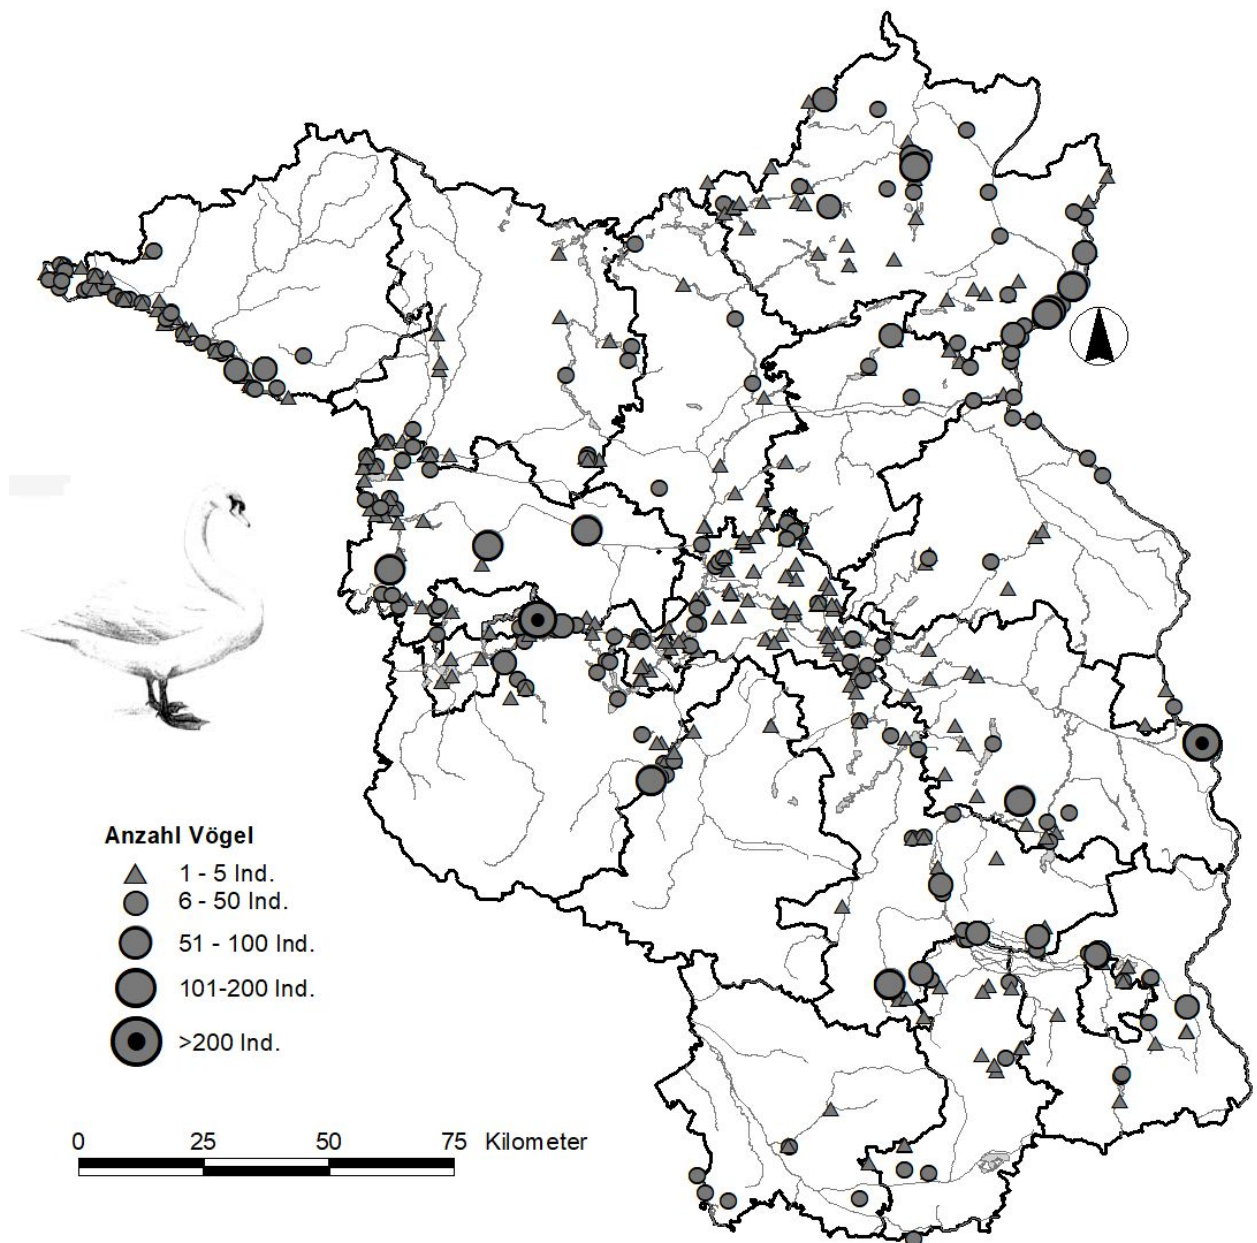 Anzahl Vögel
1 - 5 Ind.
6 - 50 Ind.
51 - 100 Ind.
101-200 Ind.
>200 Ind.
0 25 50 75 Kilometer